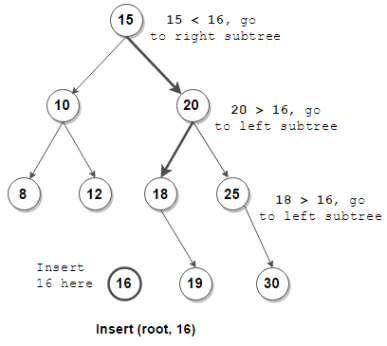 15
15 < 16, go
to right subtree
10
20
20 > 16, go
to left subtree
8
12
18
25
18 > 16, go
to left subtree
Insert
16 here
16
19
30
Insert (root, 16)